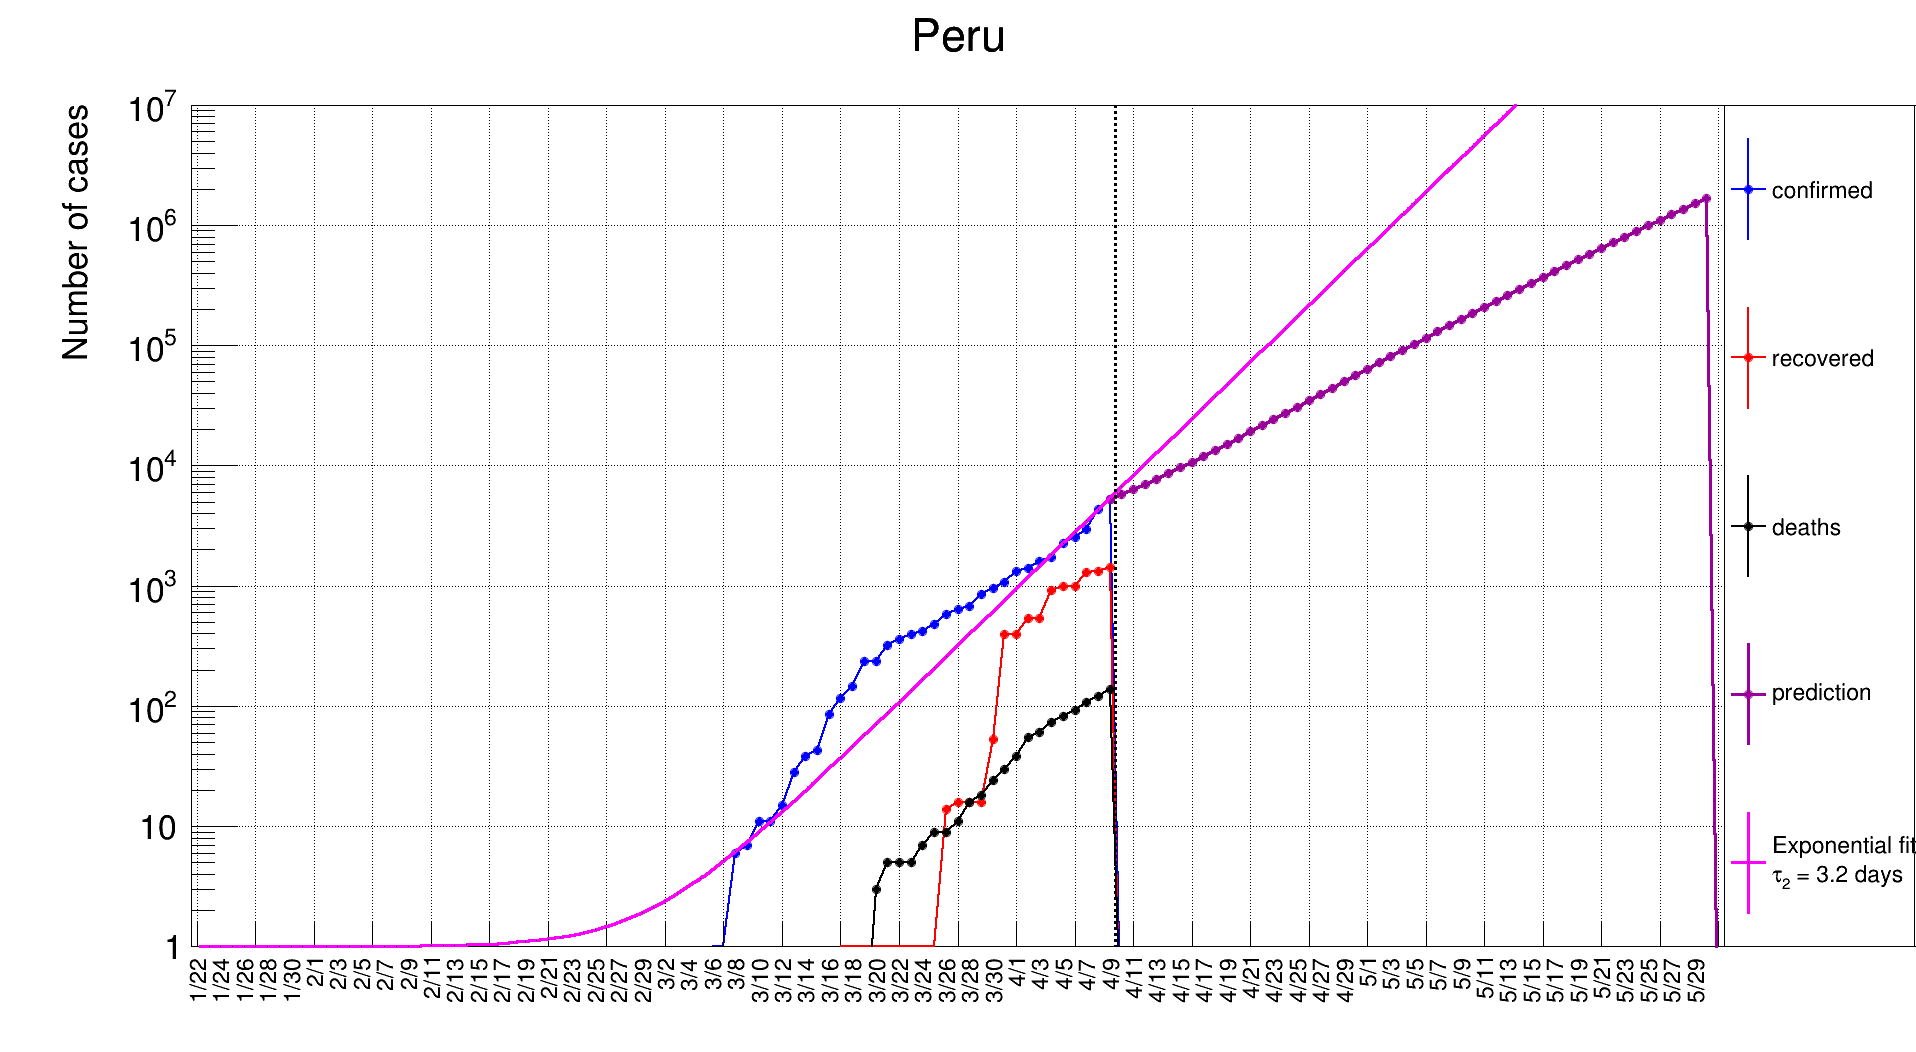 Peru
Number of cases
10^7
10^6
10^5
10^4
10^3
10^2
10
1
1/22 1/24 1/26 1/28 1/30 2/1 2/3 2/5 2/7 2/9 2/11 2/13 2/15 2/17 2/19 2/21 2/23 2/25 2/27 2/29 3/2 3/4 3/6 3/8 3/10 3/12 3/14 3/16 3/18 3/20 3/22 3/24 3/26 3/28 3/30 4/1 4/3 4/5 4/7 4/9 4/11 4/13 4/15 4/17 4/19 4/21 4/23 4/25 4/27 4/29 5/1 5/3 5/5 5/7 5/9 5/11 5/13 5/15 5/17 5/19 5/21 5/23 5/25 5/27 5/29
confirmed
recovered
deaths
prediction
Exponential fit
τ₂ = 3.2 days